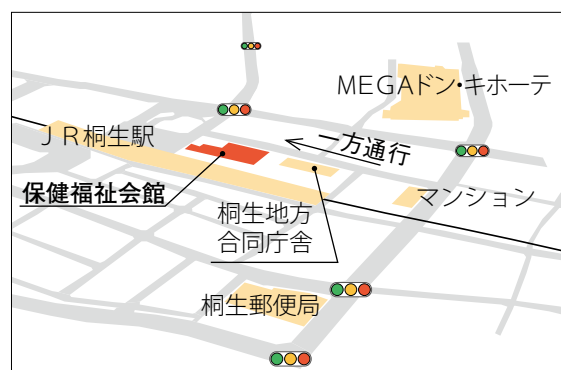 MEGAドン・キホーテ
JR桐生駅
一方通行
保健福祉会館
マンション
桐生地方
合同庁舎
桐生郵便局